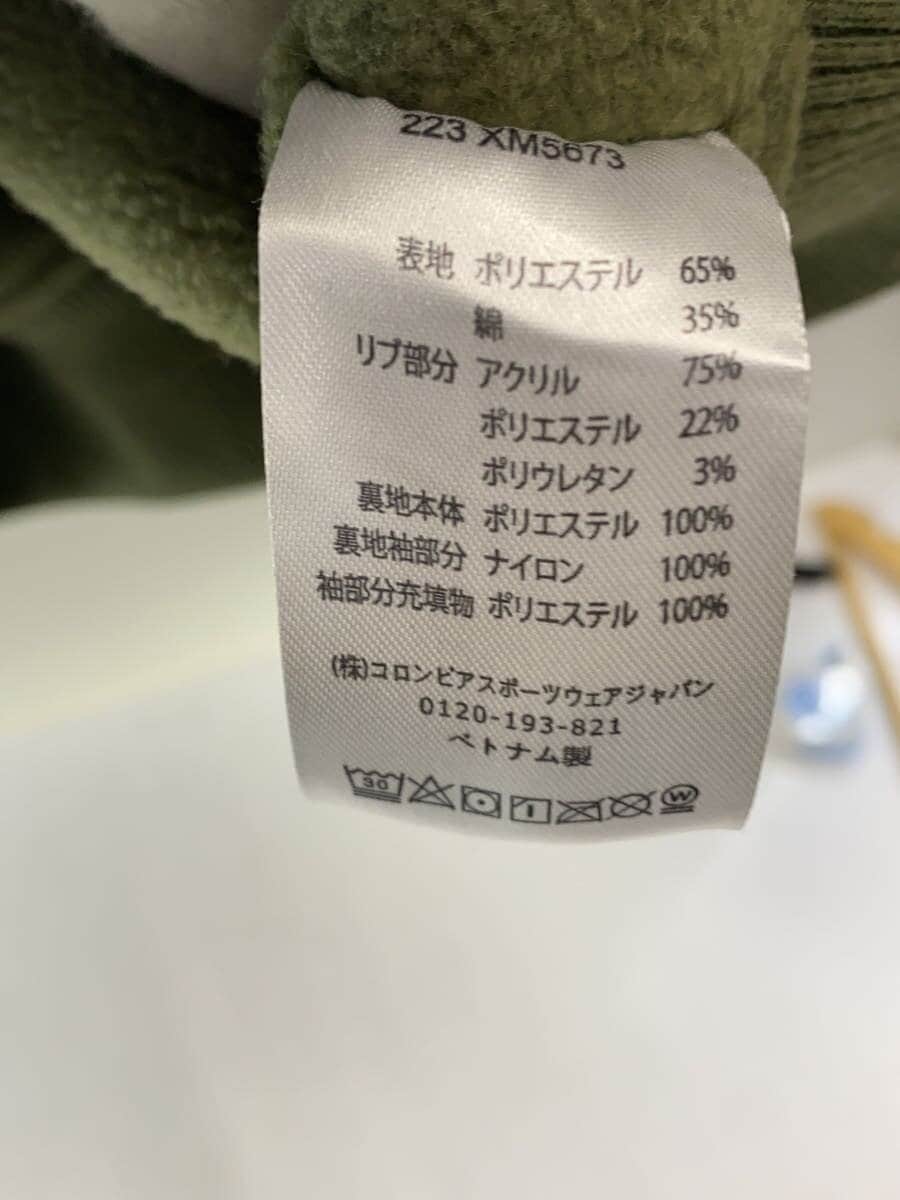 223 XM5673
表地 ポリエステル 65%
綿 35%
リブ部分 アクリル 75%
ポリエステル 22%
ポリウレタン 3%
裏地本体 ポリエステル 100%
裏地袖部分 ナイロン 100%
袖部分充填物 ポリエステル 100%
(株)コロンビアスポーツウェアジャパン
0120-193-821
ベトナム製
30 W